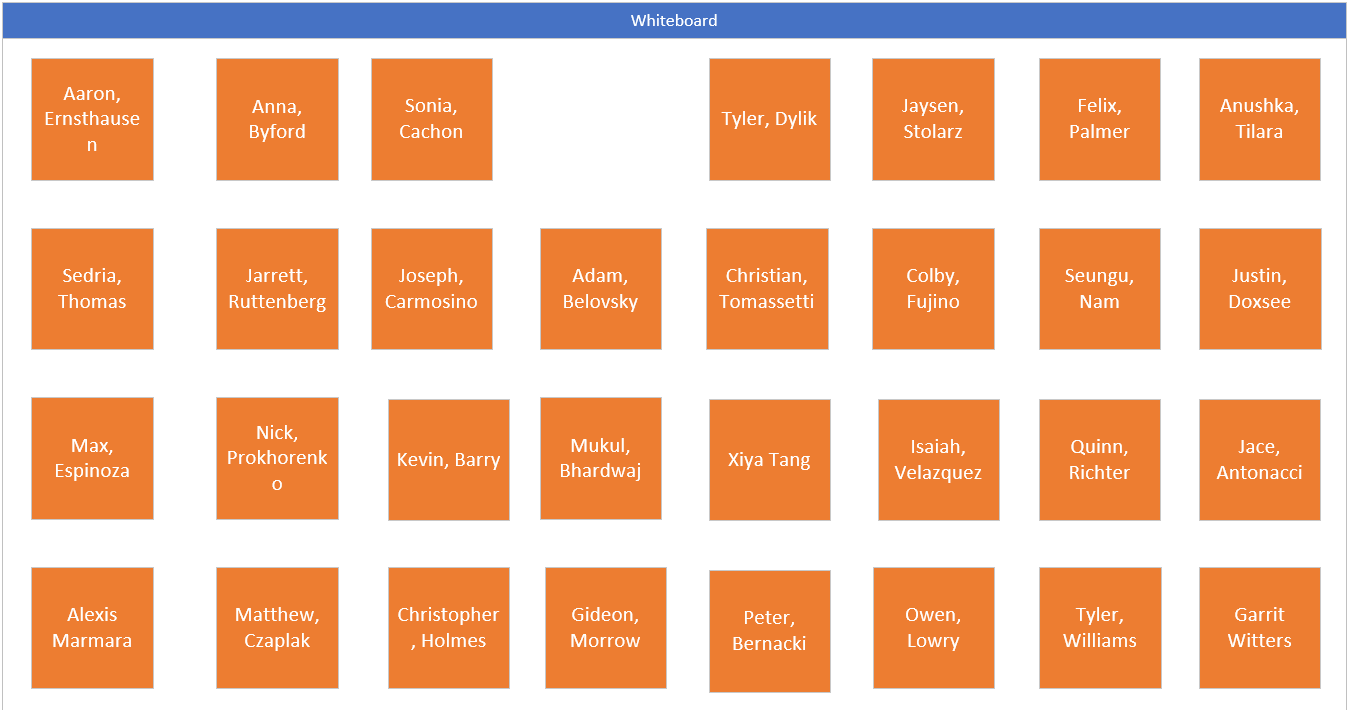 Whiteboard
Aaron,
Ernsthause
n
Anna,
Byford
Sonia,
Cachon
Tyler, Dylik
Jaysen,
Stolarz
Felix,
Palmer
Anushka,
Tilara
Sedria,
Thomas
Jarrett,
Ruttenberg
Joseph,
Carmosino
Adam,
Belovsky
Christian,
Tomassetti
Colby,
Fujino
Seungu,
Nam
Justin,
Doxsee
Max,
Espinoza
Nick,
Prokhorenk
o
Kevin, Barry
Mukul,
Bhardwaj
Xiya Tang
Isaiah,
Velazquez
Quinn,
Richter
Jace,
Antonacci
Alexis
Marmara
Matthew,
Czaplak
Christopher
, Holmes
Gideon,
Morrow
Peter,
Bernacki
Owen,
Lowry
Tyler,
Williams
Garrit
Witters